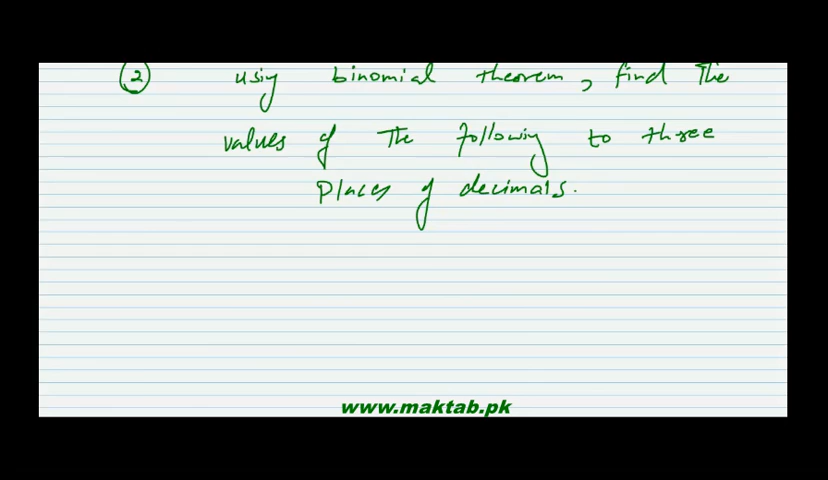 ② using binomial theorem, find The
values of The following to three
places of decimals.
www.maktab.pk